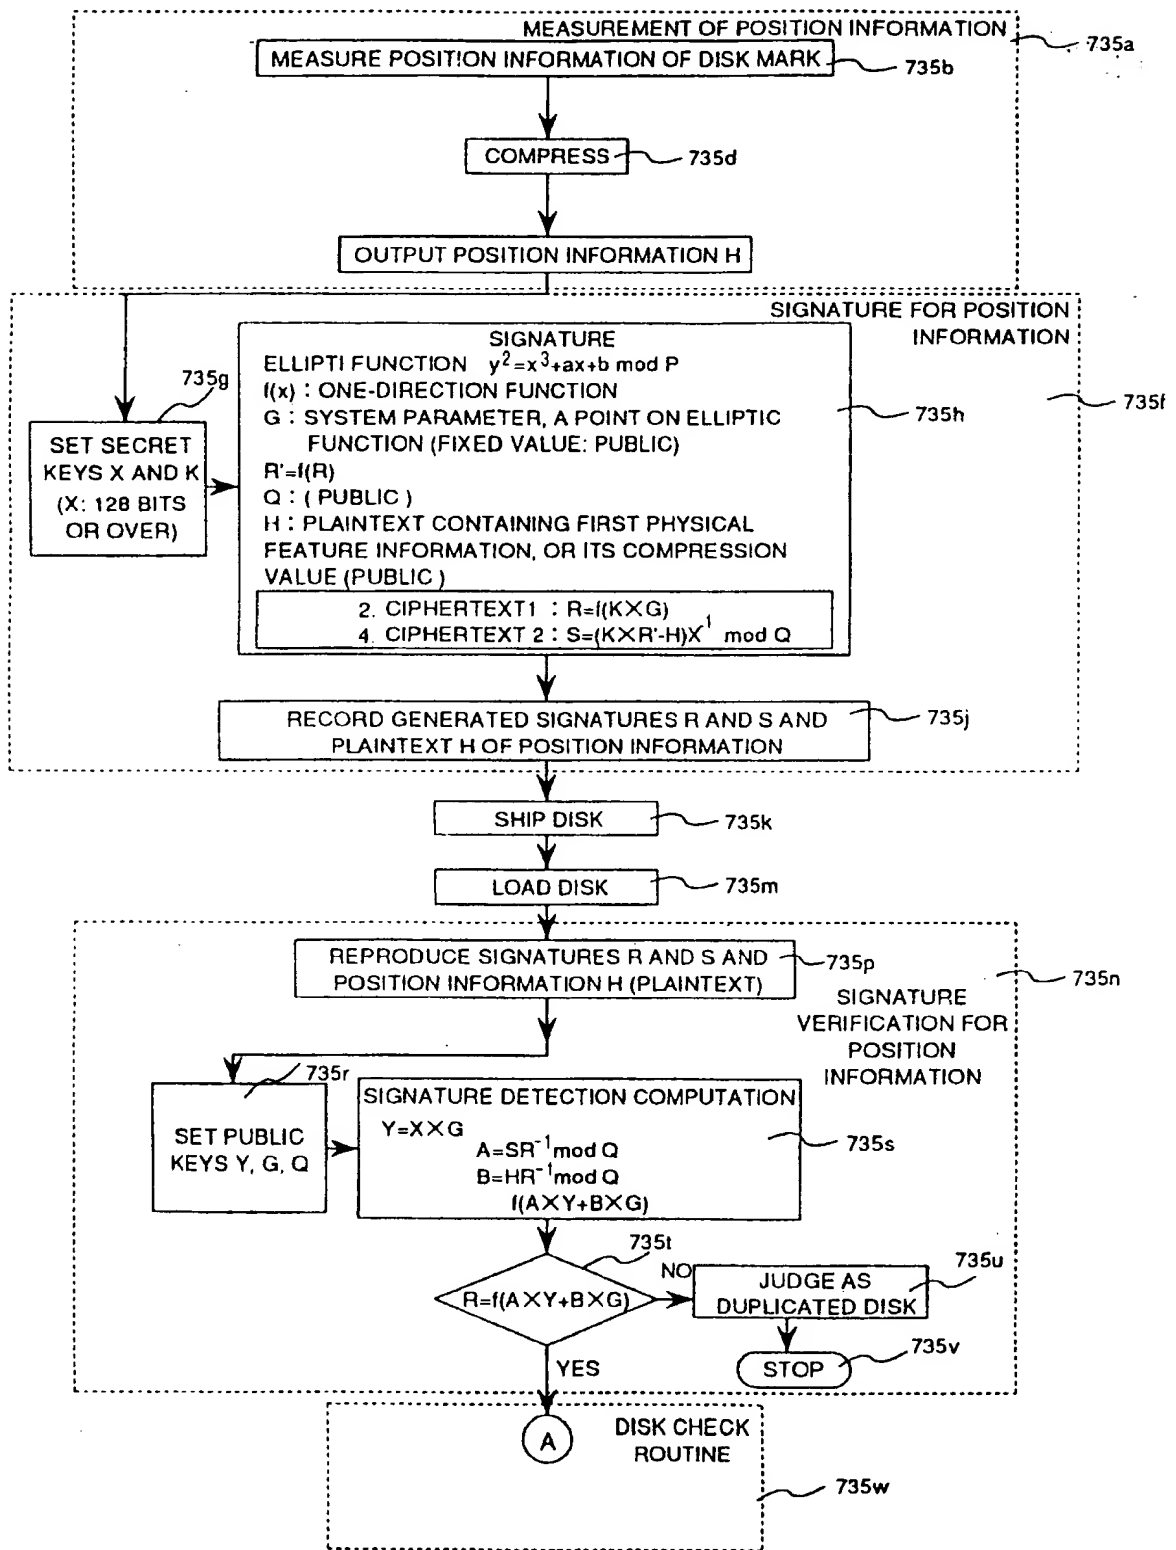 MEASUREMENT OF POSITION INFORMATION
735a
MEASURE POSITION INFORMATION OF DISK MARK
735b
COMPRESS
735d
OUTPUT POSITION INFORMATION H
SIGNATURE FOR POSITION
INFORMATION
735f
735g
SET SECRET
KEYS X AND K
(X: 128 BITS
OR OVER)
SIGNATURE
ELLIPTI FUNCTION y²=x³+ax+b mod P
f(x) : ONE-DIRECTION FUNCTION
G : SYSTEM PARAMETER, A POINT ON ELLIPTIC
FUNCTION (FIXED VALUE: PUBLIC)
R'=f(R)
Q : ( PUBLIC )
H : PLAINTEXT CONTAINING FIRST PHYSICAL
FEATURE INFORMATION, OR ITS COMPRESSION
VALUE (PUBLIC )
2. CIPHERTEXT1 : R=f(K×G)
4. CIPHERTEXT 2 : S=(K×R'-H)X⁻¹ mod Q
735h
RECORD GENERATED SIGNATURES R AND S AND
PLAINTEXT H OF POSITION INFORMATION
735j
SHIP DISK
735k
LOAD DISK
735m
REPRODUCE SIGNATURES R AND S AND
POSITION INFORMATION H (PLAINTEXT)
735p
735n
SIGNATURE
VERIFICATION FOR
POSITION
INFORMATION
735r
SET PUBLIC
KEYS Y, G, Q
SIGNATURE DETECTION COMPUTATION
Y=X×G
A=SR⁻¹ mod Q
B=HR⁻¹ mod Q
f(A×Y+B×G)
735s
735t
R=f(A×Y+B×G)
NO
JUDGE AS
DUPLICATED DISK
735u
STOP
735v
YES
A
DISK CHECK
ROUTINE
735w